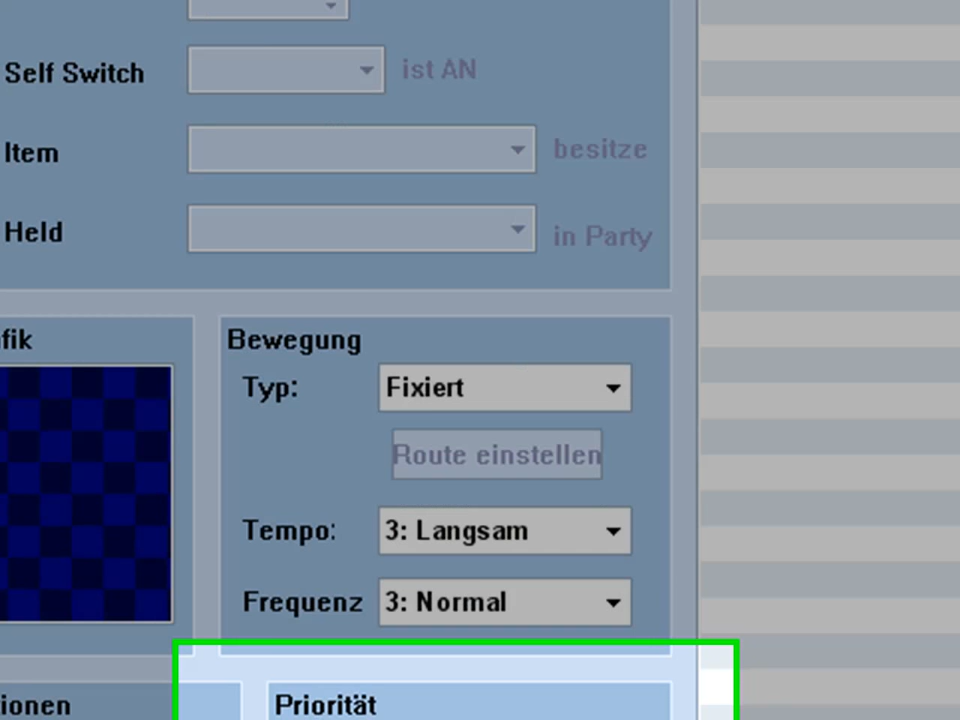 Self Switch
ist AN
Item
besitze
Held
in Party
fik
Bewegung
Typ:
Fixiert
Route einstellen
Tempo:
3: Langsam
Frequenz
3: Normal
ionen
Priorität